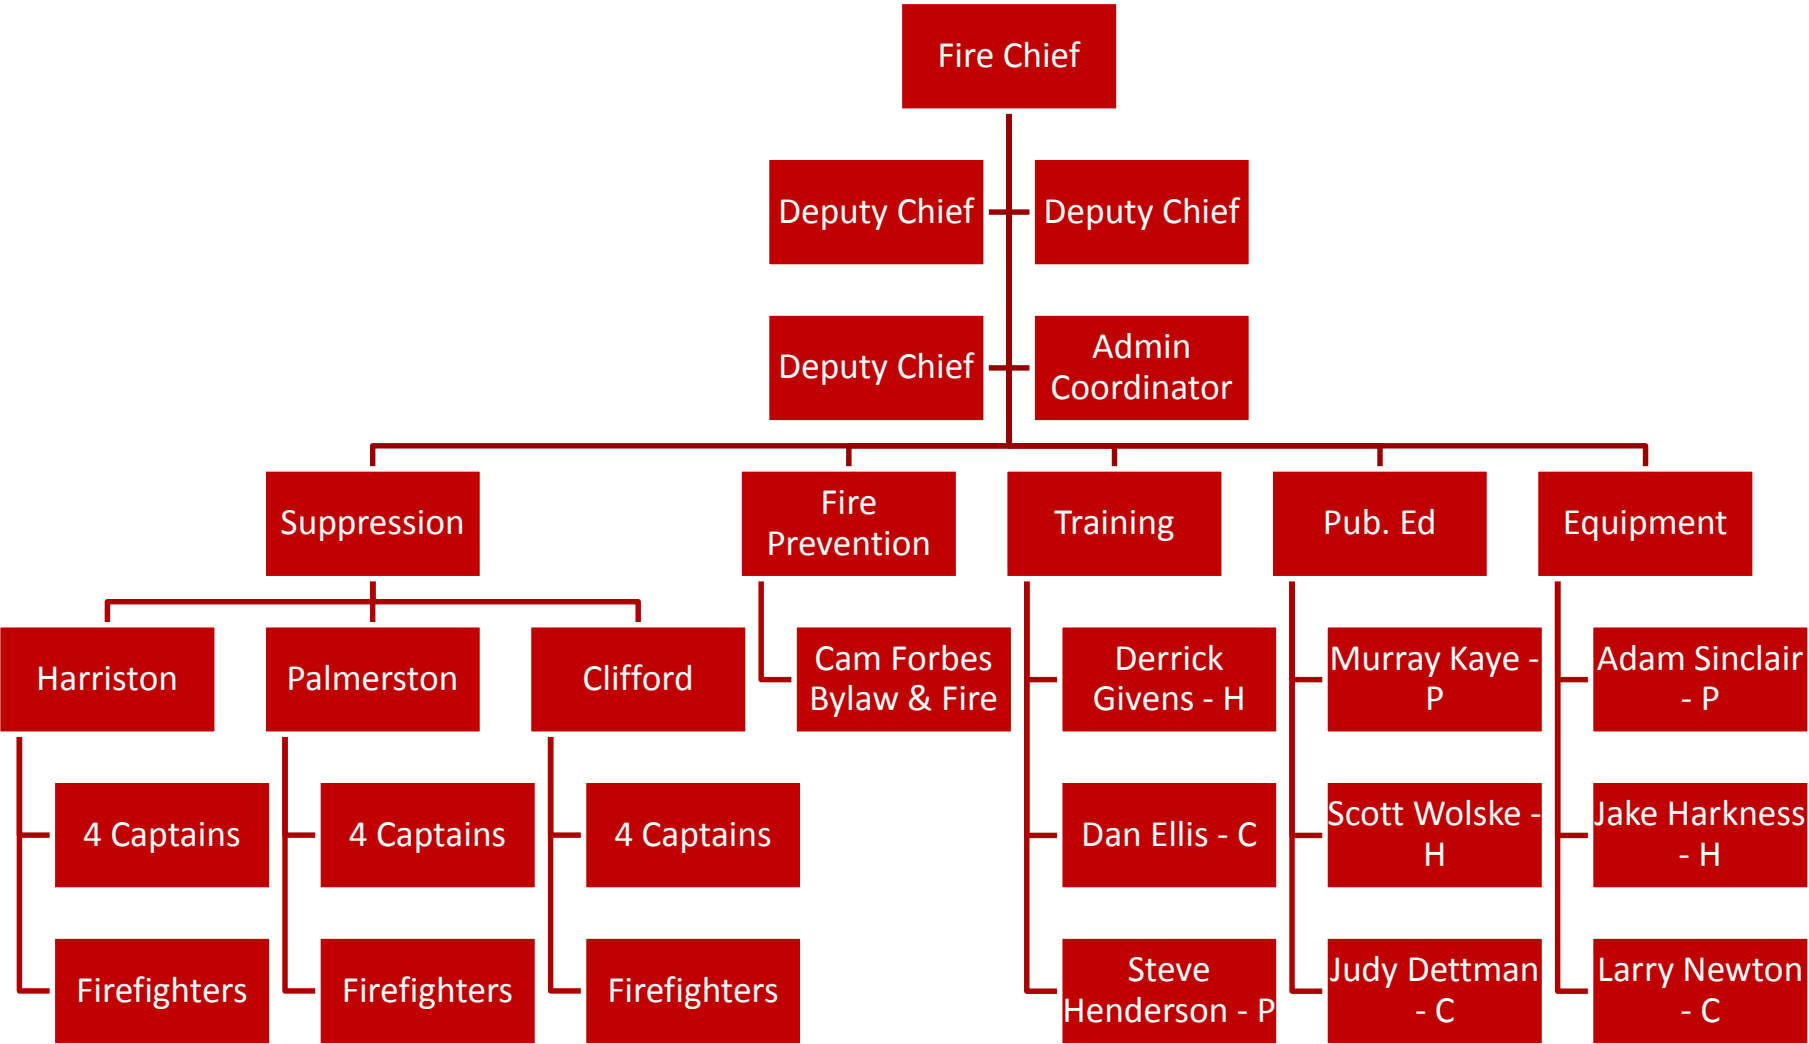 Fire Chief
Deputy Chief
Deputy Chief
Deputy Chief
Admin
Coordinator
Suppression
Fire
Prevention
Training
Pub. Ed
Equipment
Harriston
Palmerston
Clifford
Cam Forbes
Bylaw & Fire
Derrick
Givens - H
Murray Kaye -
P
Adam Sinclair
- P
4 Captains
4 Captains
4 Captains
Dan Ellis - C
Scott Wolske -
H
Jake Harkness
- H
Firefighters
Firefighters
Firefighters
Steve
Henderson - P
Judy Dettman
- C
Larry Newton
- C